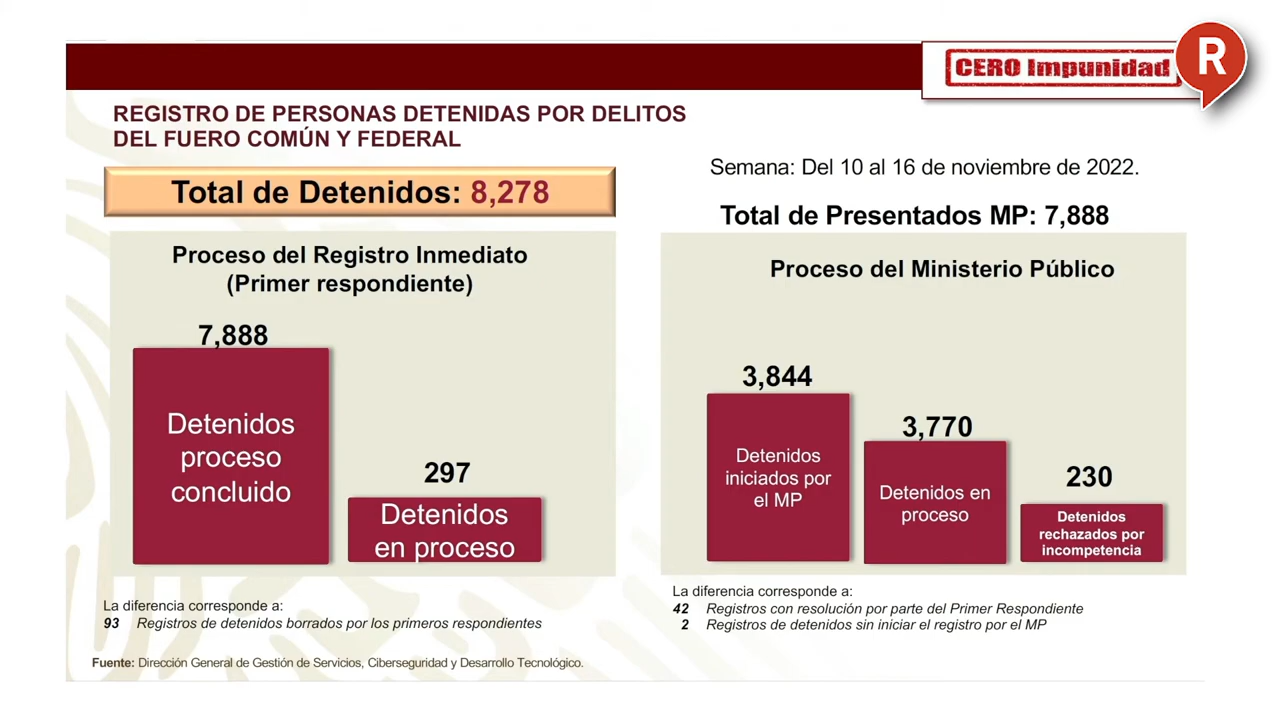 CERO Impunidad
R
REGISTRO DE PERSONAS DETENIDAS POR DELITOS
DEL FUERO COMÚN Y FEDERAL
Total de Detenidos: 8,278
Semana: Del 10 al 16 de noviembre de 2022.
Total de Presentados MP: 7,888
Proceso del Registro Inmediato
(Primer respondiente)
7,888
Detenidos
proceso
concluido
297
Detenidos
en proceso
La diferencia corresponde a:
93 Registros de detenidos borrados por los primeros respondientes
Proceso del Ministerio Público
3,844
Detenidos
iniciados por
el MP
3,770
Detenidos en
proceso
230
Detenidos
rechazados por
incompetencia
La diferencia corresponde a:
42 Registros con resolución por parte del Primer Respondiente
2 Registros de detenidos sin iniciar el registro por el MP
Fuente: Dirección General de Gestión de Servicios, Ciberseguridad y Desarrollo Tecnológico.